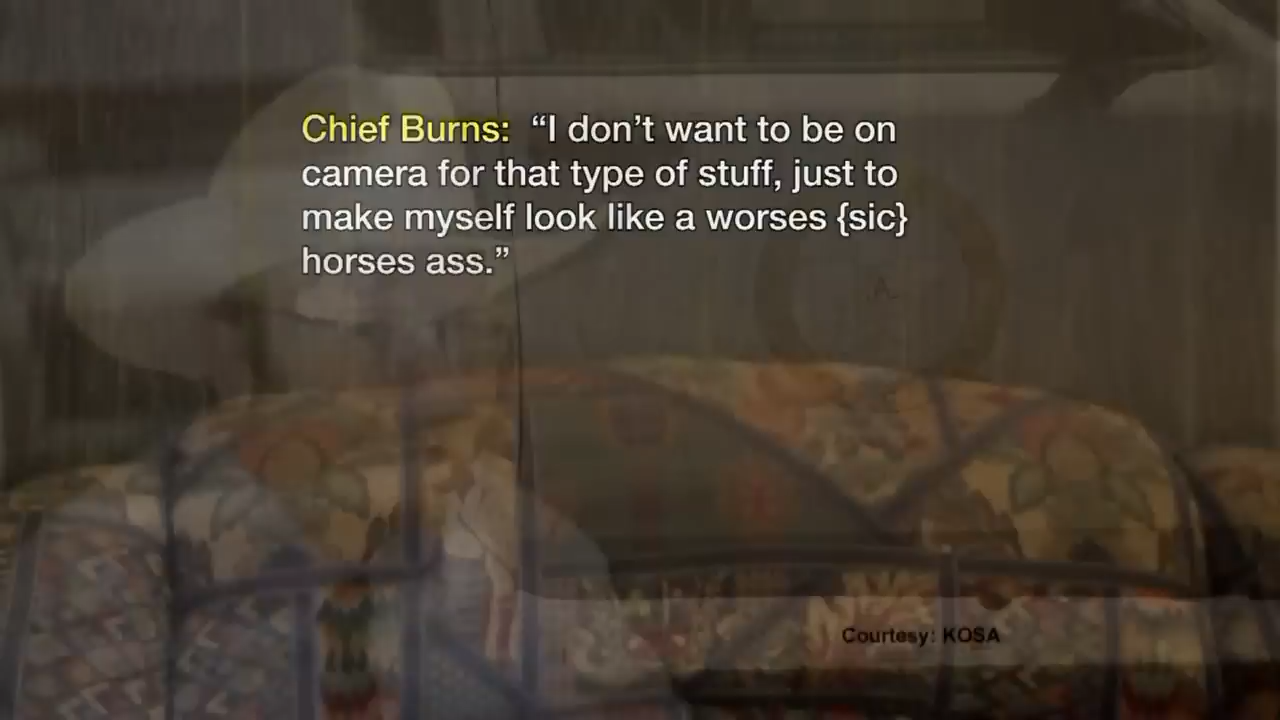 Chief Burns: “I don’t want to be on
camera for that type of stuff, just to
make myself look like a worses {sic}
horses ass.”
Courtesy: KOSA